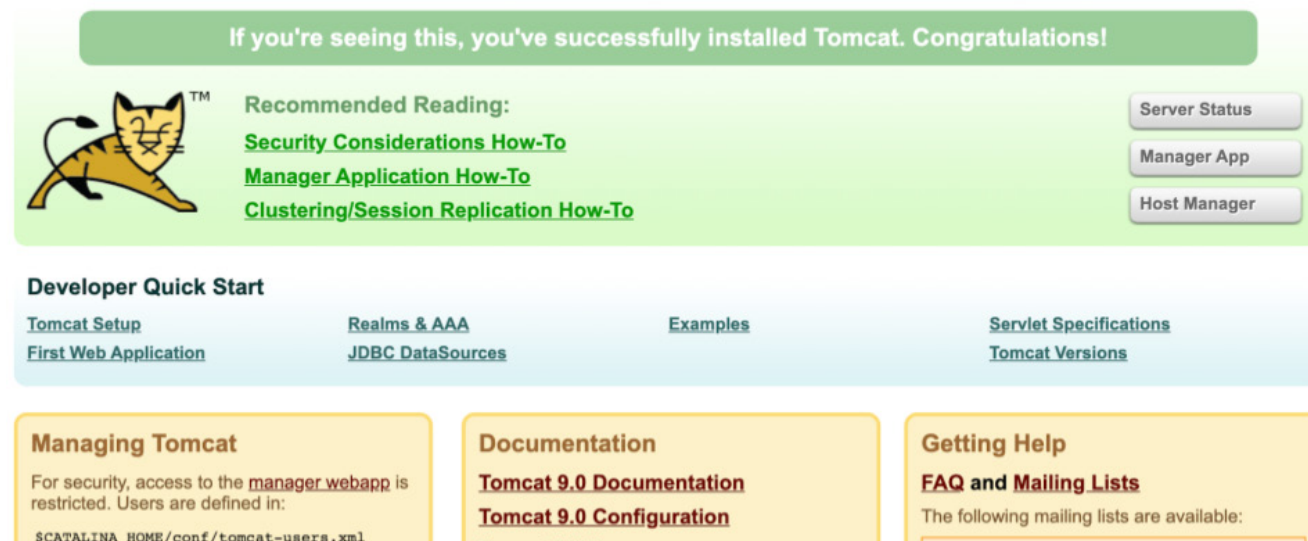 If you're seeing this, you've successfully installed Tomcat. Congratulations!
TM
Recommended Reading:
Security Considerations How-To
Manager Application How-To
Clustering/Session Replication How-To
Server Status
Manager App
Host Manager
Developer Quick Start
Tomcat Setup
First Web Application
Realms & AAA
JDBC DataSources
Examples
Servlet Specifications
Tomcat Versions
Managing Tomcat
For security, access to the manager webapp is
restricted. Users are defined in:
$CATALINA_HOME/conf/tomcat-users.xml
Documentation
Tomcat 9.0 Documentation
Tomcat 9.0 Configuration
Getting Help
FAQ and Mailing Lists
The following mailing lists are available: